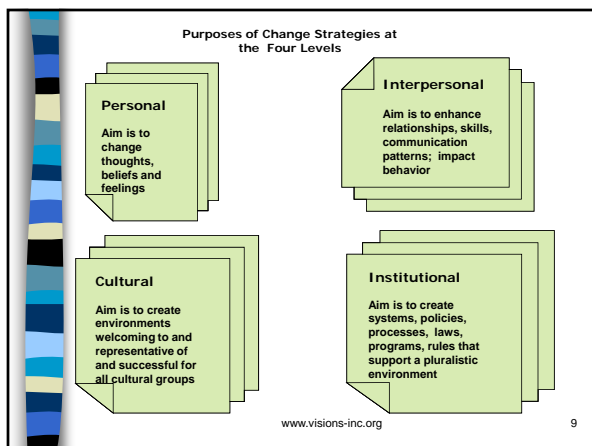 Purposes of Change Strategies at
the Four Levels
Personal
Aim is to
change
thoughts,
beliefs and
feelings
Interpersonal
Aim is to enhance
relationships, skills,
communication
patterns; impact
behavior
Cultural
Aim is to create
environments
welcoming to and
representative of
and successful for
all cultural groups
Institutional
Aim is to create
systems, policies,
processes, laws,
programs, rules that
support a pluralistic
environment
www.visions-inc.org
9